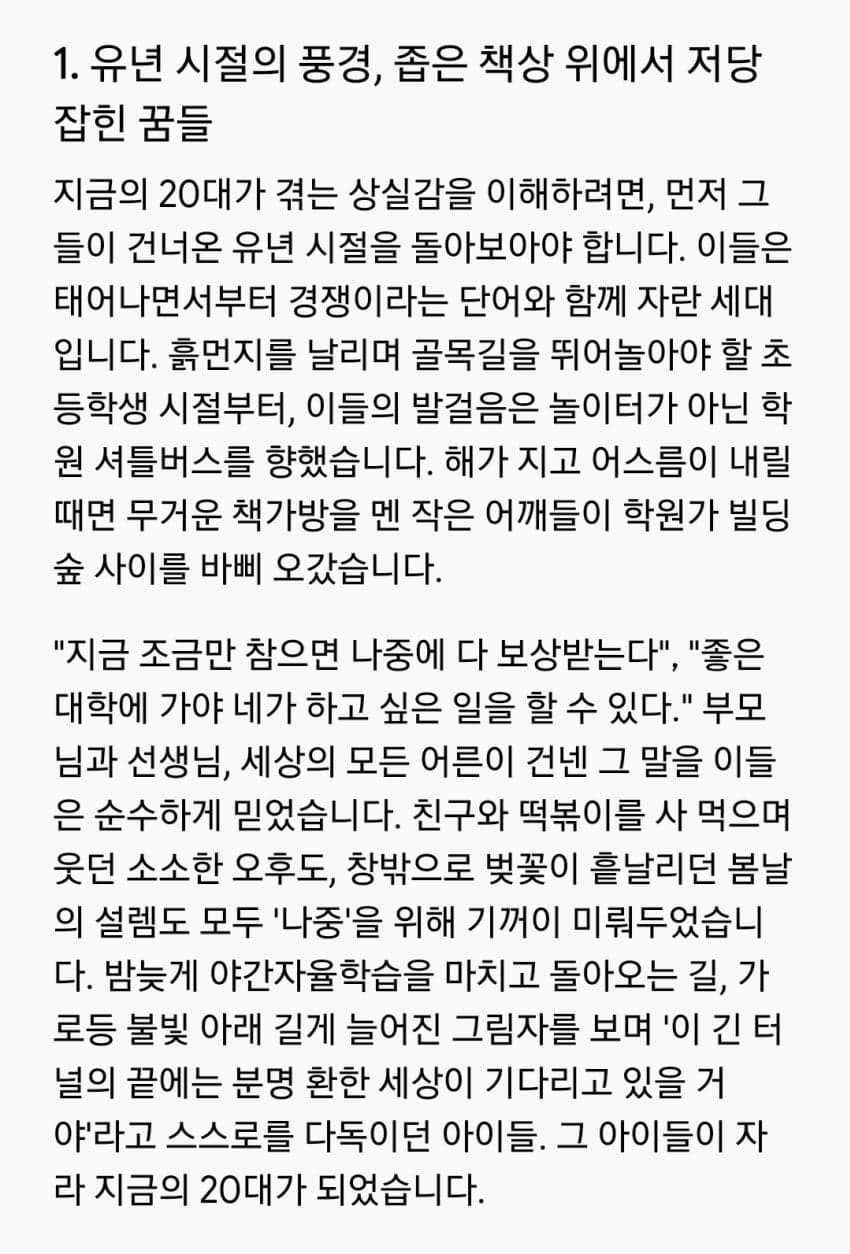 1. 유년 시절의 풍경, 좁은 책상 위에서 저당
잡힌 꿈들
지금의 20대가 겪는 상실감을 이해하려면, 먼저 그
들이 건너온 유년 시절을 돌아보아야 합니다. 이들은
태어나면서부터 경쟁이라는 단어와 함께 자란 세대
입니다. 흙먼지를 날리며 골목길을 뛰어놀아야 할 초
등학생 시절부터, 이들의 발걸음은 놀이터가 아닌 학
원 셔틀버스를 향했습니다. 해가 지고 어스름이 내릴
때면 무거운 책가방을 멘 작은 어깨들이 학원가 빌딩
숲 사이를 바삐 오갔습니다.
"지금 조금만 참으면 나중에 다 보상받는다", "좋은
대학에 가야 네가 하고 싶은 일을 할 수 있다." 부모
님과 선생님, 세상의 모든 어른이 건넨 그 말을 이들
은 순수하게 믿었습니다. 친구와 떡볶이를 사 먹으며
웃던 소소한 오후도, 창밖으로 벚꽃이 흩날리던 봄날
의 설렘도 모두 '나중'을 위해 기꺼이 미뤄두었습니
다. 밤늦게 야간자율학습을 마치고 돌아오는 길, 가
로등 불빛 아래 길게 늘어진 그림자를 보며 '이 긴 터
널의 끝에는 분명 환한 세상이 기다리고 있을 거
야'라고 스스로를 다독이던 아이들. 그 아이들이 자
라 지금의 20대가 되었습니다.